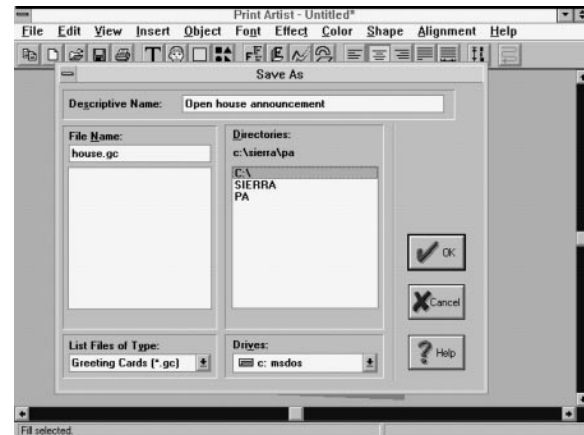 Print Artist - Untitled*
File Edit View Insert Object Font Effect Color Shape Alignment Help
Save As
Descriptive Name: Open house announcement
File Name:
house.gc
Directories:
c:\sierra\pa
C:\
SIERRA
PA
OK
Cancel
Help
List Files of Type:
Greeting Cards (*.gc)
Drives:
c: msdos
Fill selected.